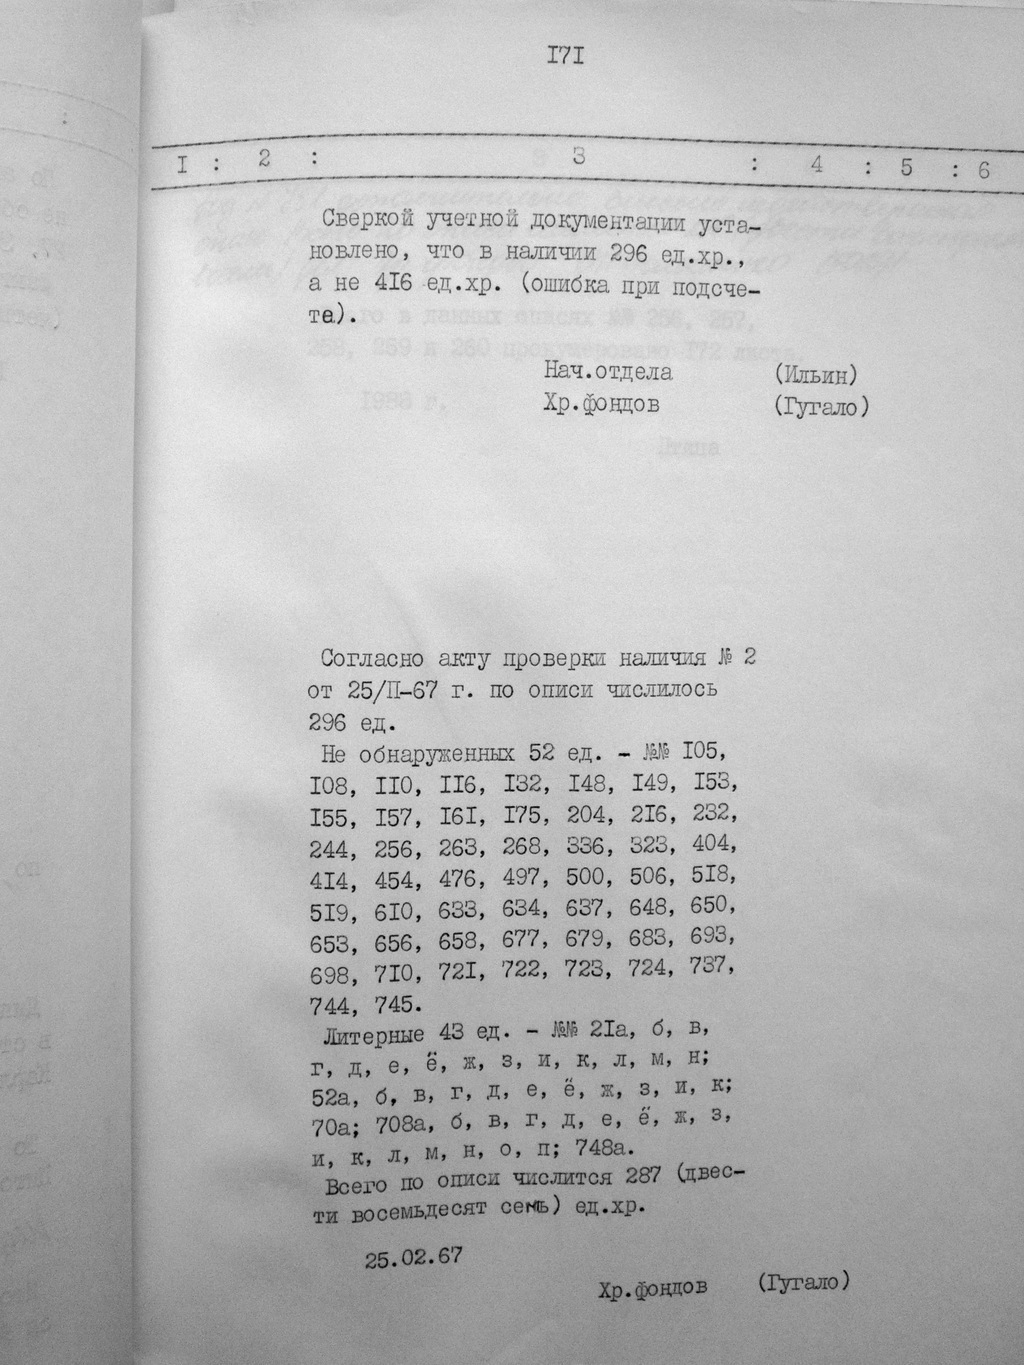 I7I
I : 2 : 3 : 4 : 5 : 6
Сверкой учетной документации уста-
новлено, что в наличии 296 ед.хр.,
а не 4I6 ед.хр. (ошибка при подсче-
те).
Нач.отдела (Ильин)
Хр.фондов (Гугало)
Согласно акту проверки наличия № 2
от 25/П-67 г. по описи числилось
296 ед.
Не обнаруженных 52 ед. - №№ I05,
I08, II0, II6, I32, I48, I49, I53,
I55, I57, I6I, I75, 204, 2I6, 232,
244, 256, 263, 268, 336, 323, 404,
4I4, 454, 476, 497, 500, 506, 5I8,
5I9, 6I0, 633, 634, 637, 648, 650,
653, 656, 658, 677, 679, 683, 693,
698, 7I0, 72I, 722, 723, 724, 737,
744, 745.
Литерные 43 ед. - №№ 2Iа, б, в,
г, д, е, ё, ж, з, и, к, л, м, н;
52а, б, в, г, д, е, ё, ж, з, и, к;
70а; 708а, б, в, г, д, е, ё, ж, з,
и, к, л, м, н, о, п; 748а.
Всего по описи числится 287 (двес-
ти восемьдесят семь) ед.хр.
25.02.67
Хр.фондов (Гугало)